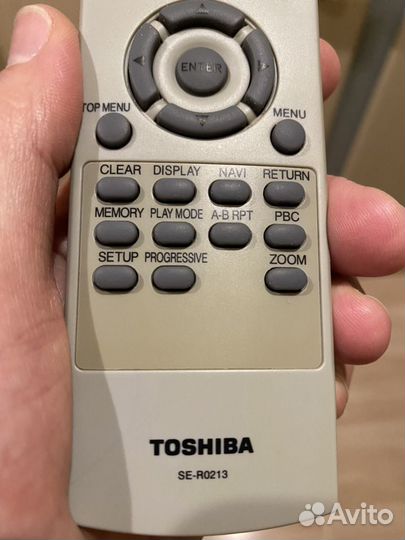 ENTER
TOP MENU MENU
CLEAR DISPLAY NAVI RETURN
MEMORY PLAY MODE A-B RPT PBC
SETUP PROGRESSIVE ZOOM
TOSHIBA
SE-R0213
Avito